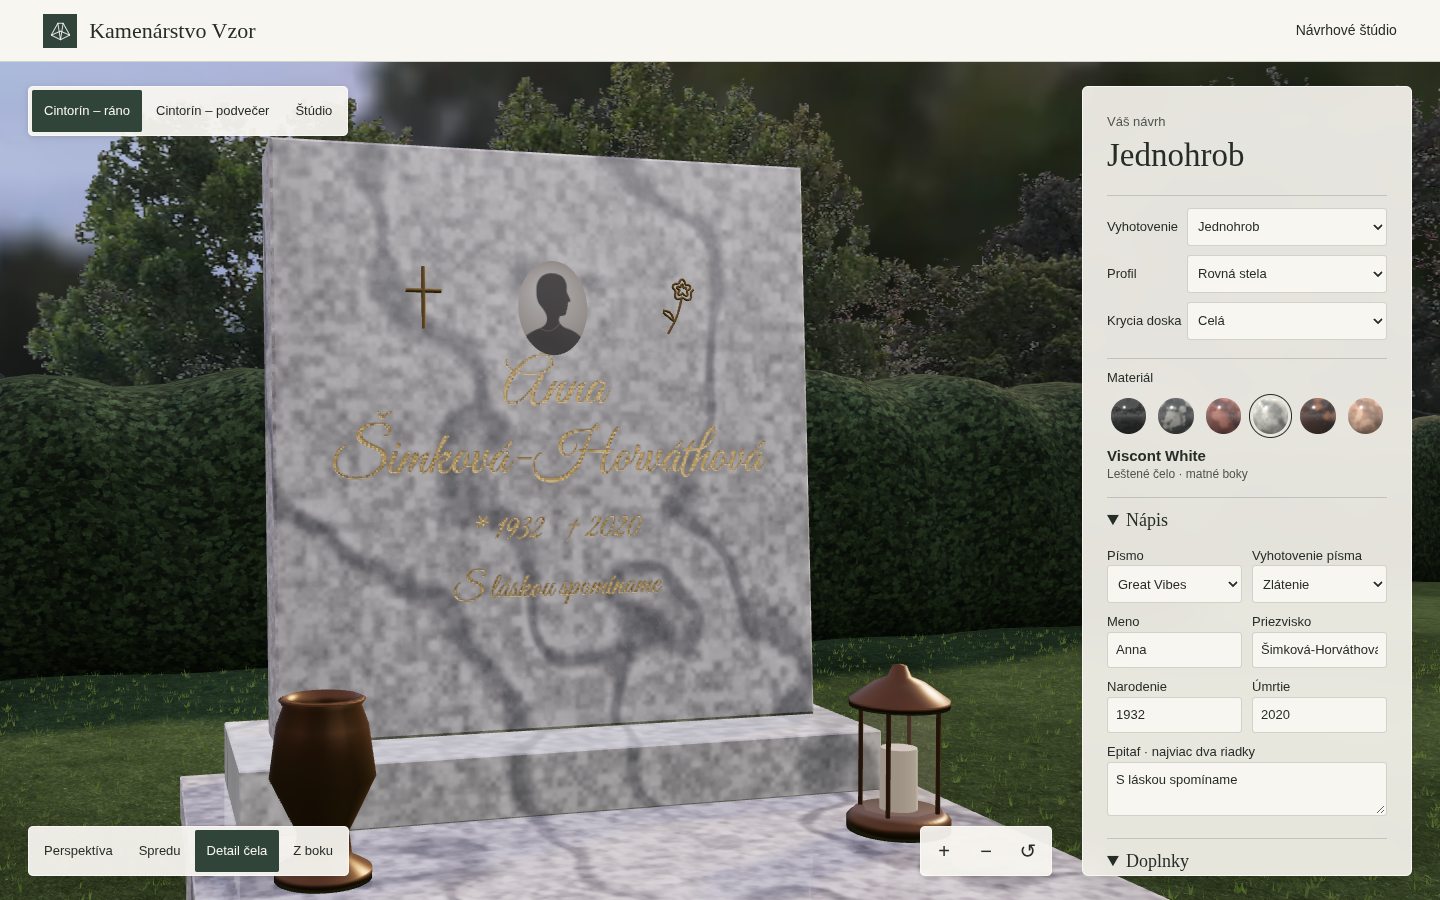 Kamenárstvo Vzor
Návrhové štúdio
Cintorín – ráno
Cintorín – podvečer
Štúdio
Anna
Šimková-Horváthová
* 1932 † 2020
S láskou spomíname
Perspektíva
Spredu
Detail čela
Z boku
+
−
↺
Váš návrh
Jednohrob
Vyhotovenie
Jednohrob
Profil
Rovná stela
Krycia doska
Celá
Materiál
Viscont White
Leštené čelo · matné boky
Nápis
Písmo
Vyhotovenie písma
Great Vibes
Zlátenie
Meno
Priezvisko
Anna
Šimková-Horváthová
Narodenie
Úmrtie
1932
2020
Epitaf · najviac dva riadky
S láskou spomíname
Doplnky